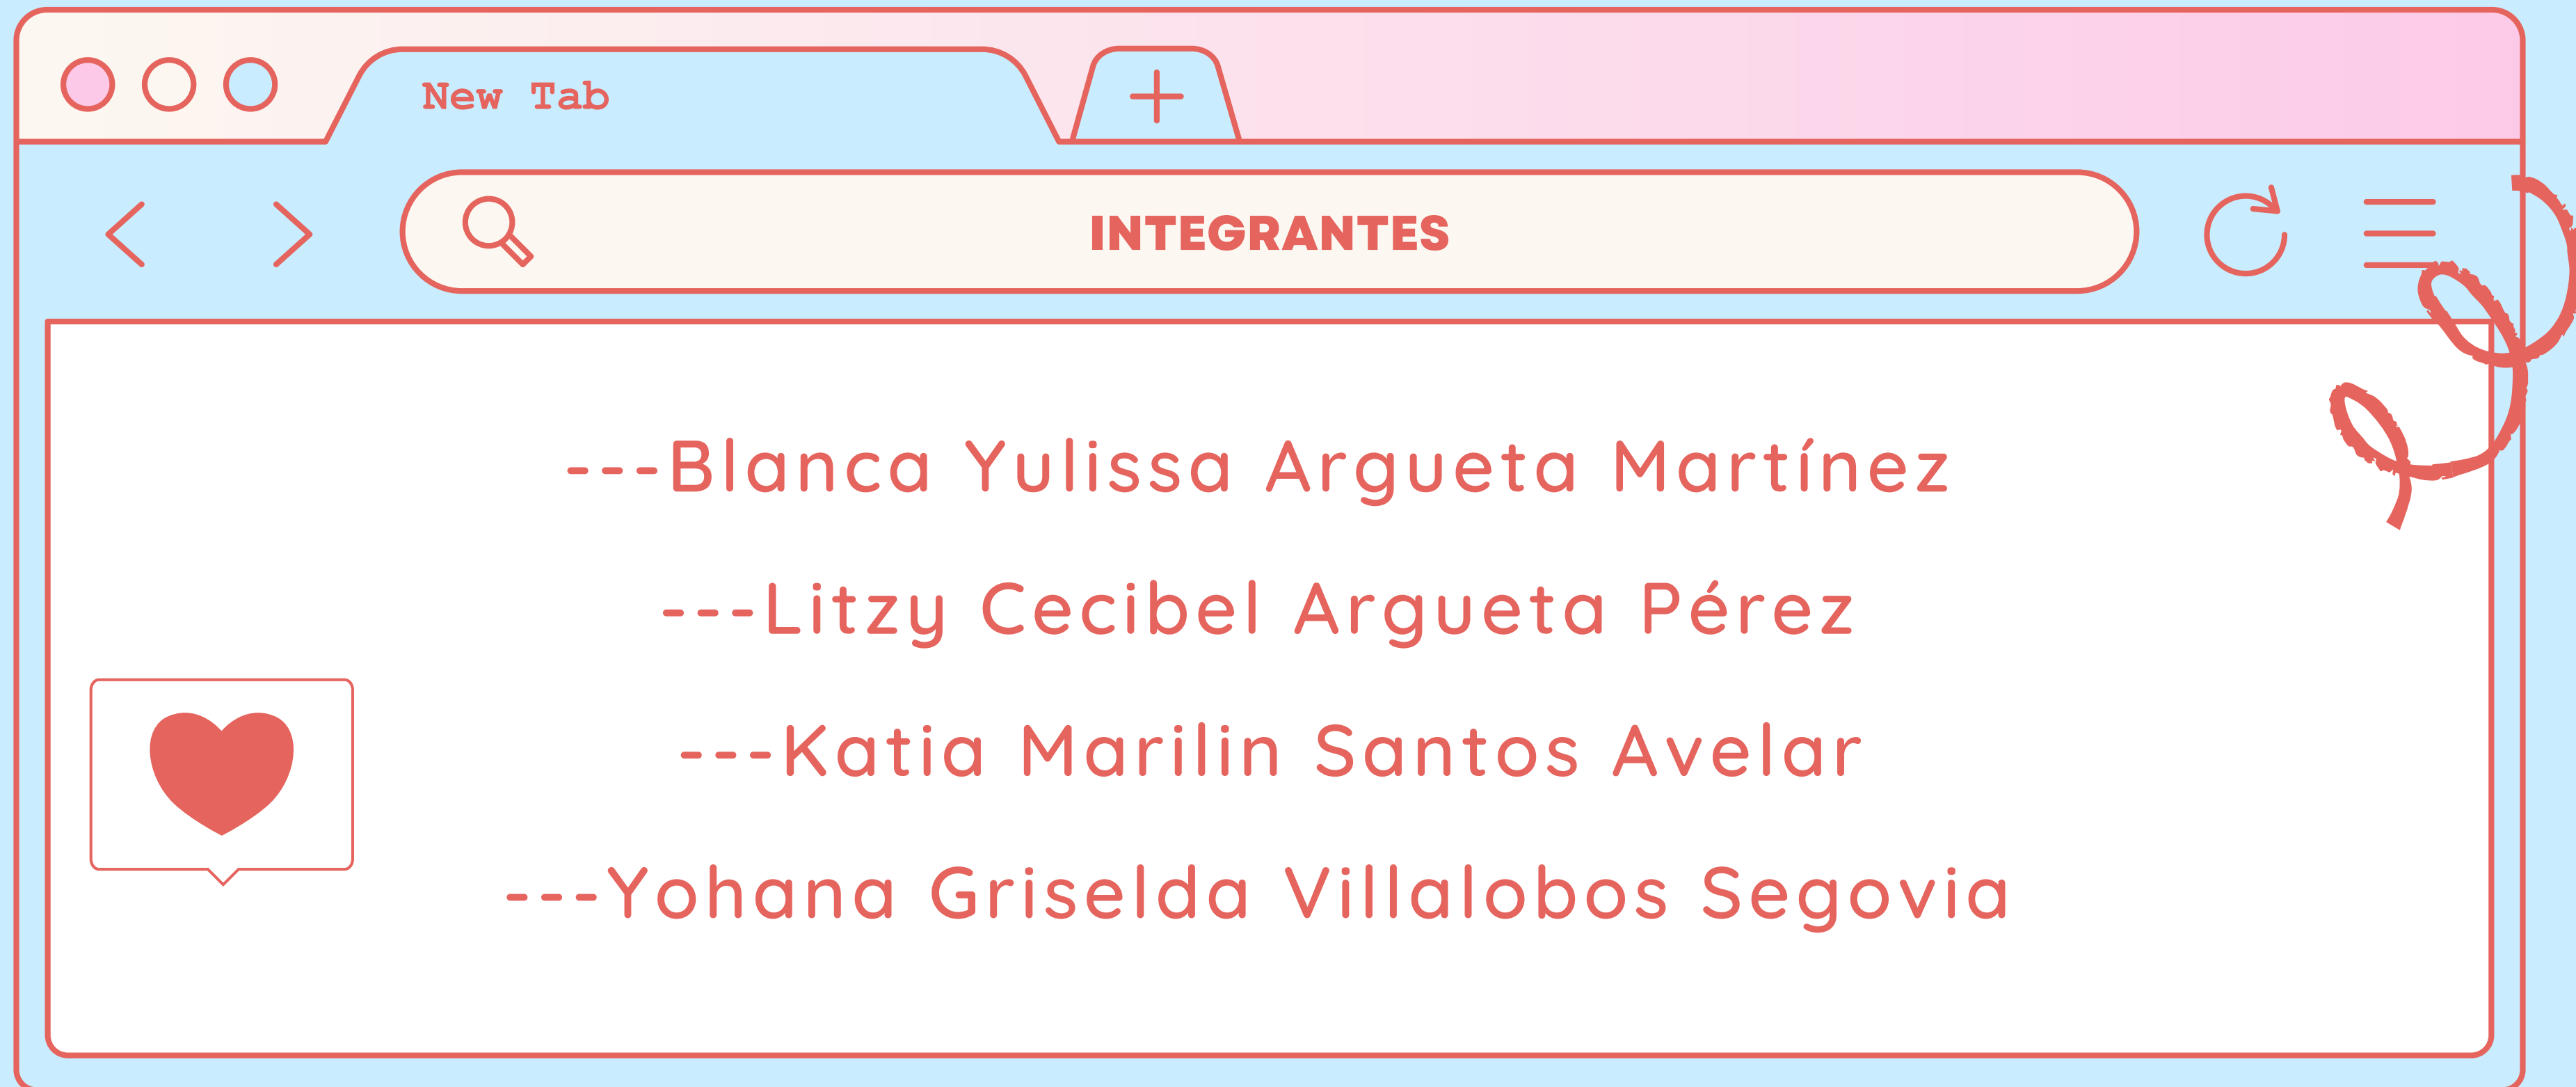 New Tab
INTEGRANTES
---Blanca Yulissa Argueta Martínez
---Litzy Cecibel Argueta Pérez
---Katia Marilin Santos Avelar
---Yohana Griselda Villalobos Segovia